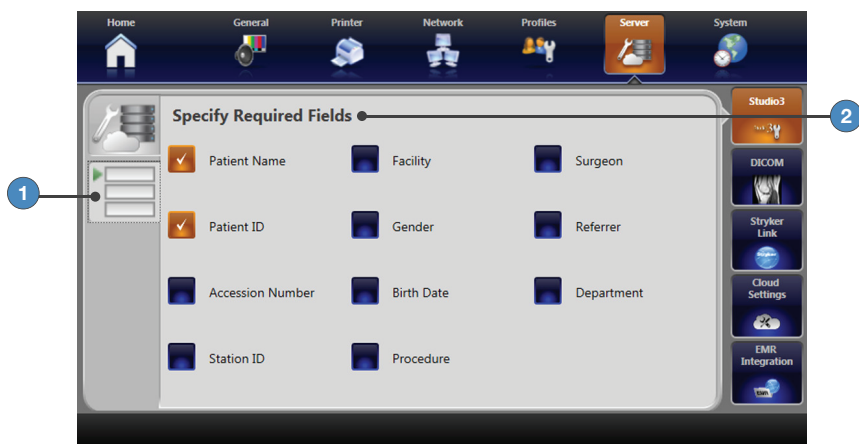 Home General Printer Network Profiles Server System
Specify Required Fields
Studio3
2
Patient Name Facility Surgeon
DICOM
1
Patient ID Gender Referrer
Stryker
Link
Accession Number Birth Date Department
Cloud
Settings
Station ID Procedure
EMR
Integration
EMR